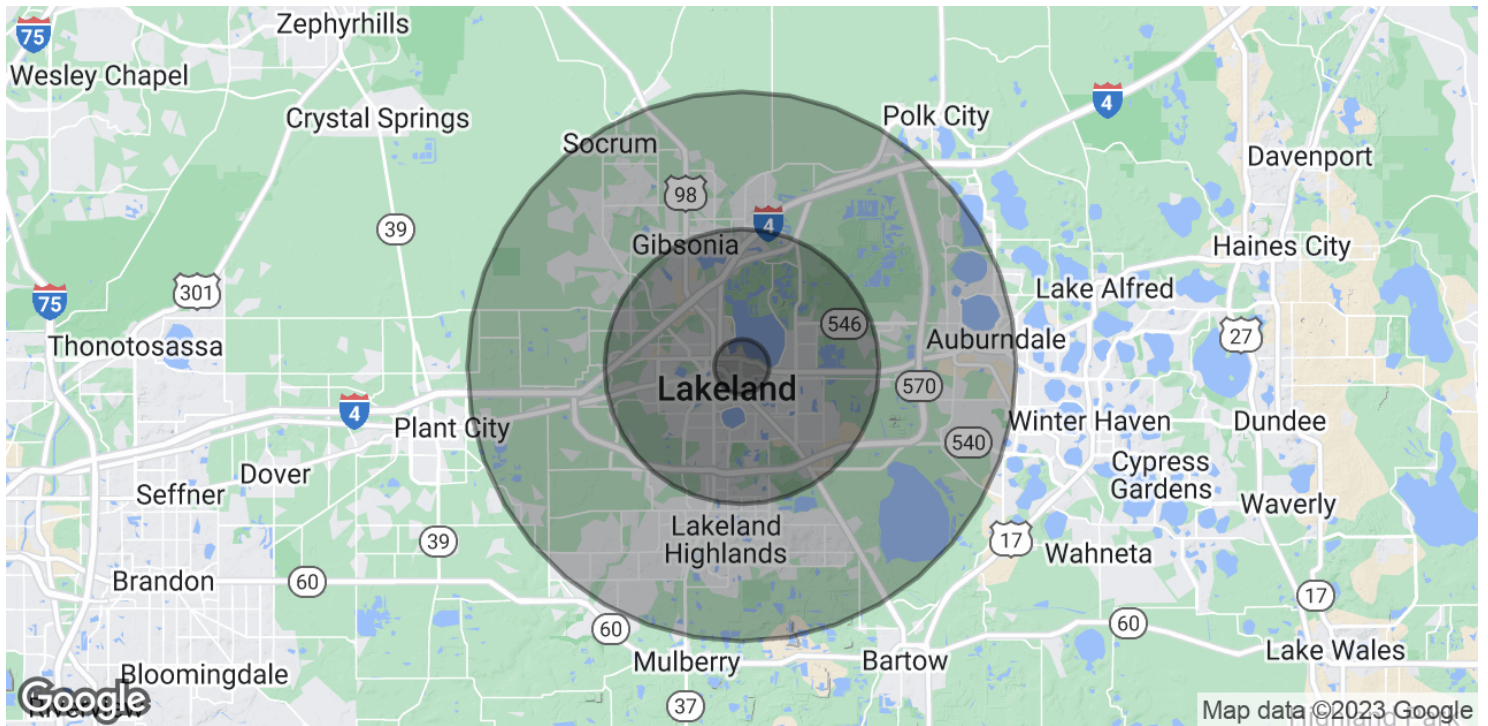 Zephyrhills
75
Wesley Chapel
4
Polk City
Crystal Springs
Socrum
Davenport
98
39
4
Gibsonia
Haines City
301
75
Lake Alfred
546
27
Thonotosassa
Auburndale
Lakeland
570
4
Plant City
Winter Haven
Dundee
540
Cypress
Gardens
Dover
Seffner
Waverly
Lakeland
Highlands
39
17
Wahneta
Brandon
60
17
60
60
Lake Wales
Mulberry
Bartow
Bloomingdale
Google
37
Map data ©2023 Google